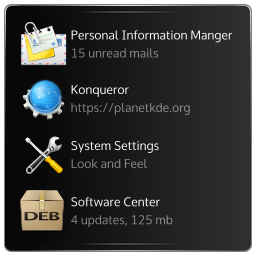 Personal Information Manger
15 unread mails
Konqueror
https://planetkde.org
System Settings
Look and Feel
DEB
Software Center
4 updates, 125 mb